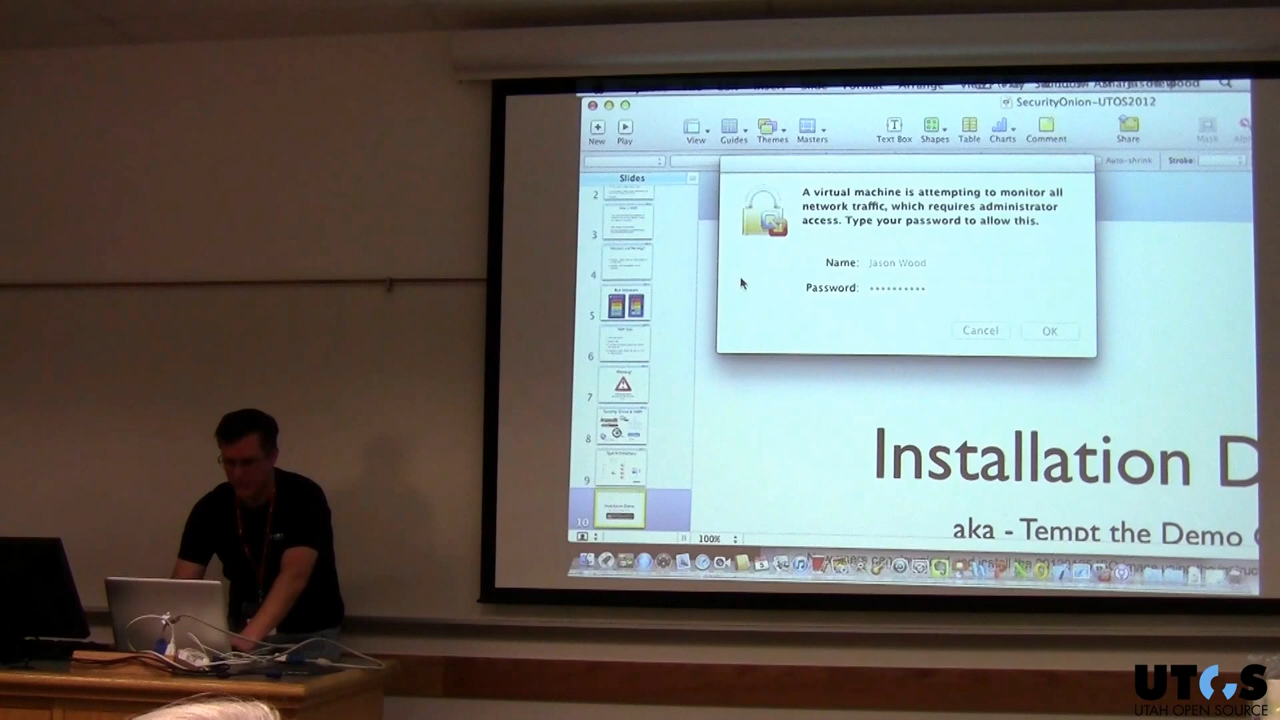 SecurityOnion-UTOS2012
New
Play
View
Guides
Themes
Masters
Text Box
Shapes
Table
Charts
Comment
Share
Mask
Auto-shrink
Stroke:
Slides
2
3
4
5
6
7
8
9
10
A virtual machine is attempting to monitor all
network traffic, which requires administrator
access. Type your password to allow this.
Name: Jason Wood
Password: ••••••••••
Cancel
OK
Installation D
aka - Tempt the Demo
100%
UTOS
UTAH OPEN SOURCE